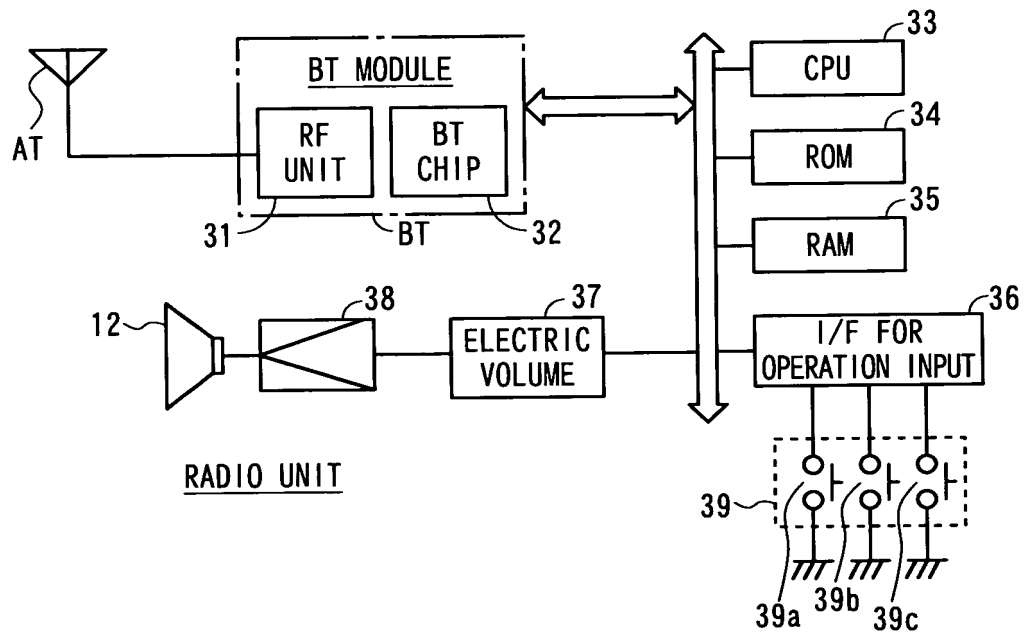 33
BT MODULE
CPU
AT
RF
UNIT
BT
CHIP
34
ROM
31
BT
32
35
RAM
12
38
37
36
ELECTRIC
VOLUME
I/F FOR
OPERATION INPUT
RADIO UNIT
39
39a
39b
39c